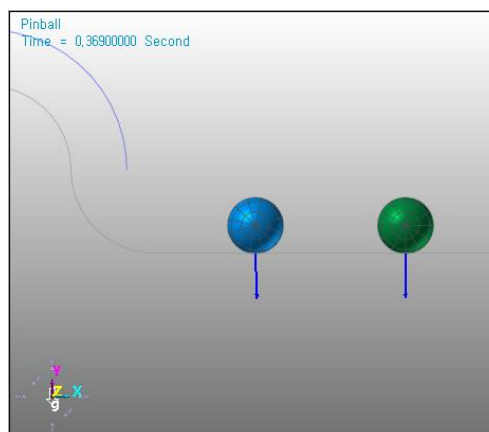 Pinball
Time = 0,36900000 Second
Y
Z X
g